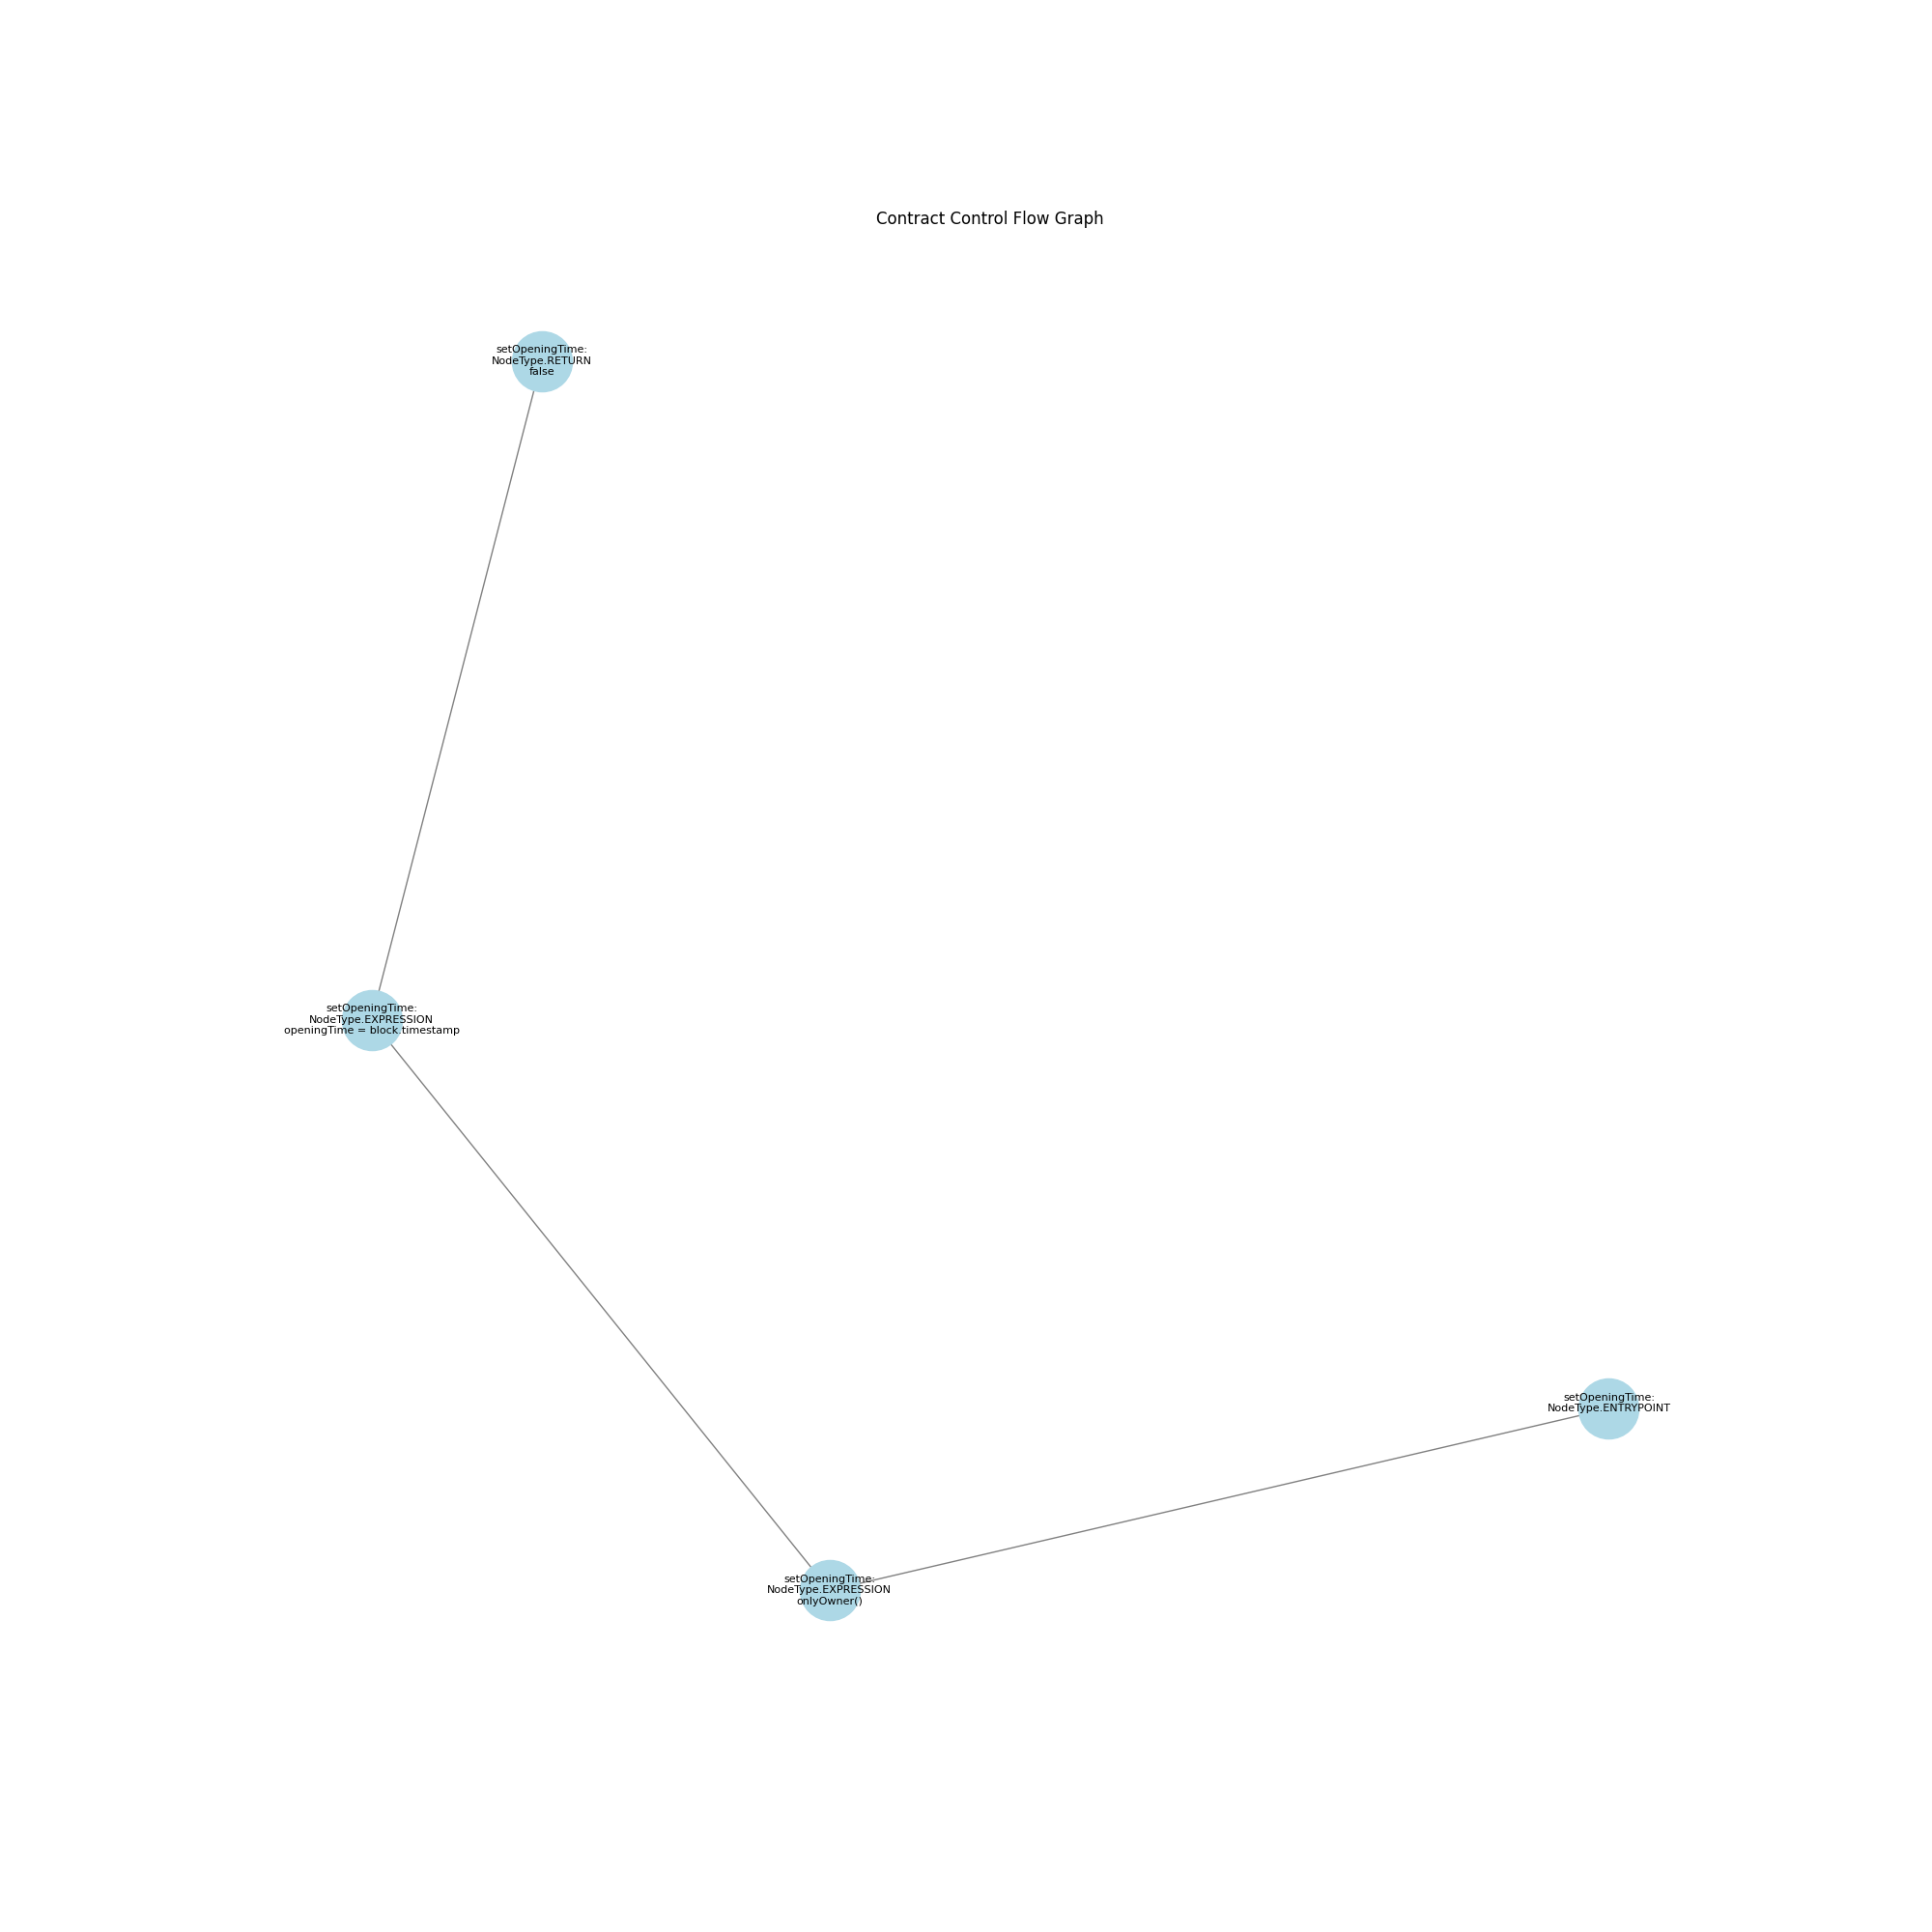 Contract Control Flow Graph
setOpeningTime:
NodeType.RETURN
false
setOpeningTime:
NodeType.EXPRESSION
openingTime = block.timestamp
setOpeningTime:
NodeType.ENTRYPOINT
setOpeningTime:
NodeType.EXPRESSION
onlyOwner()